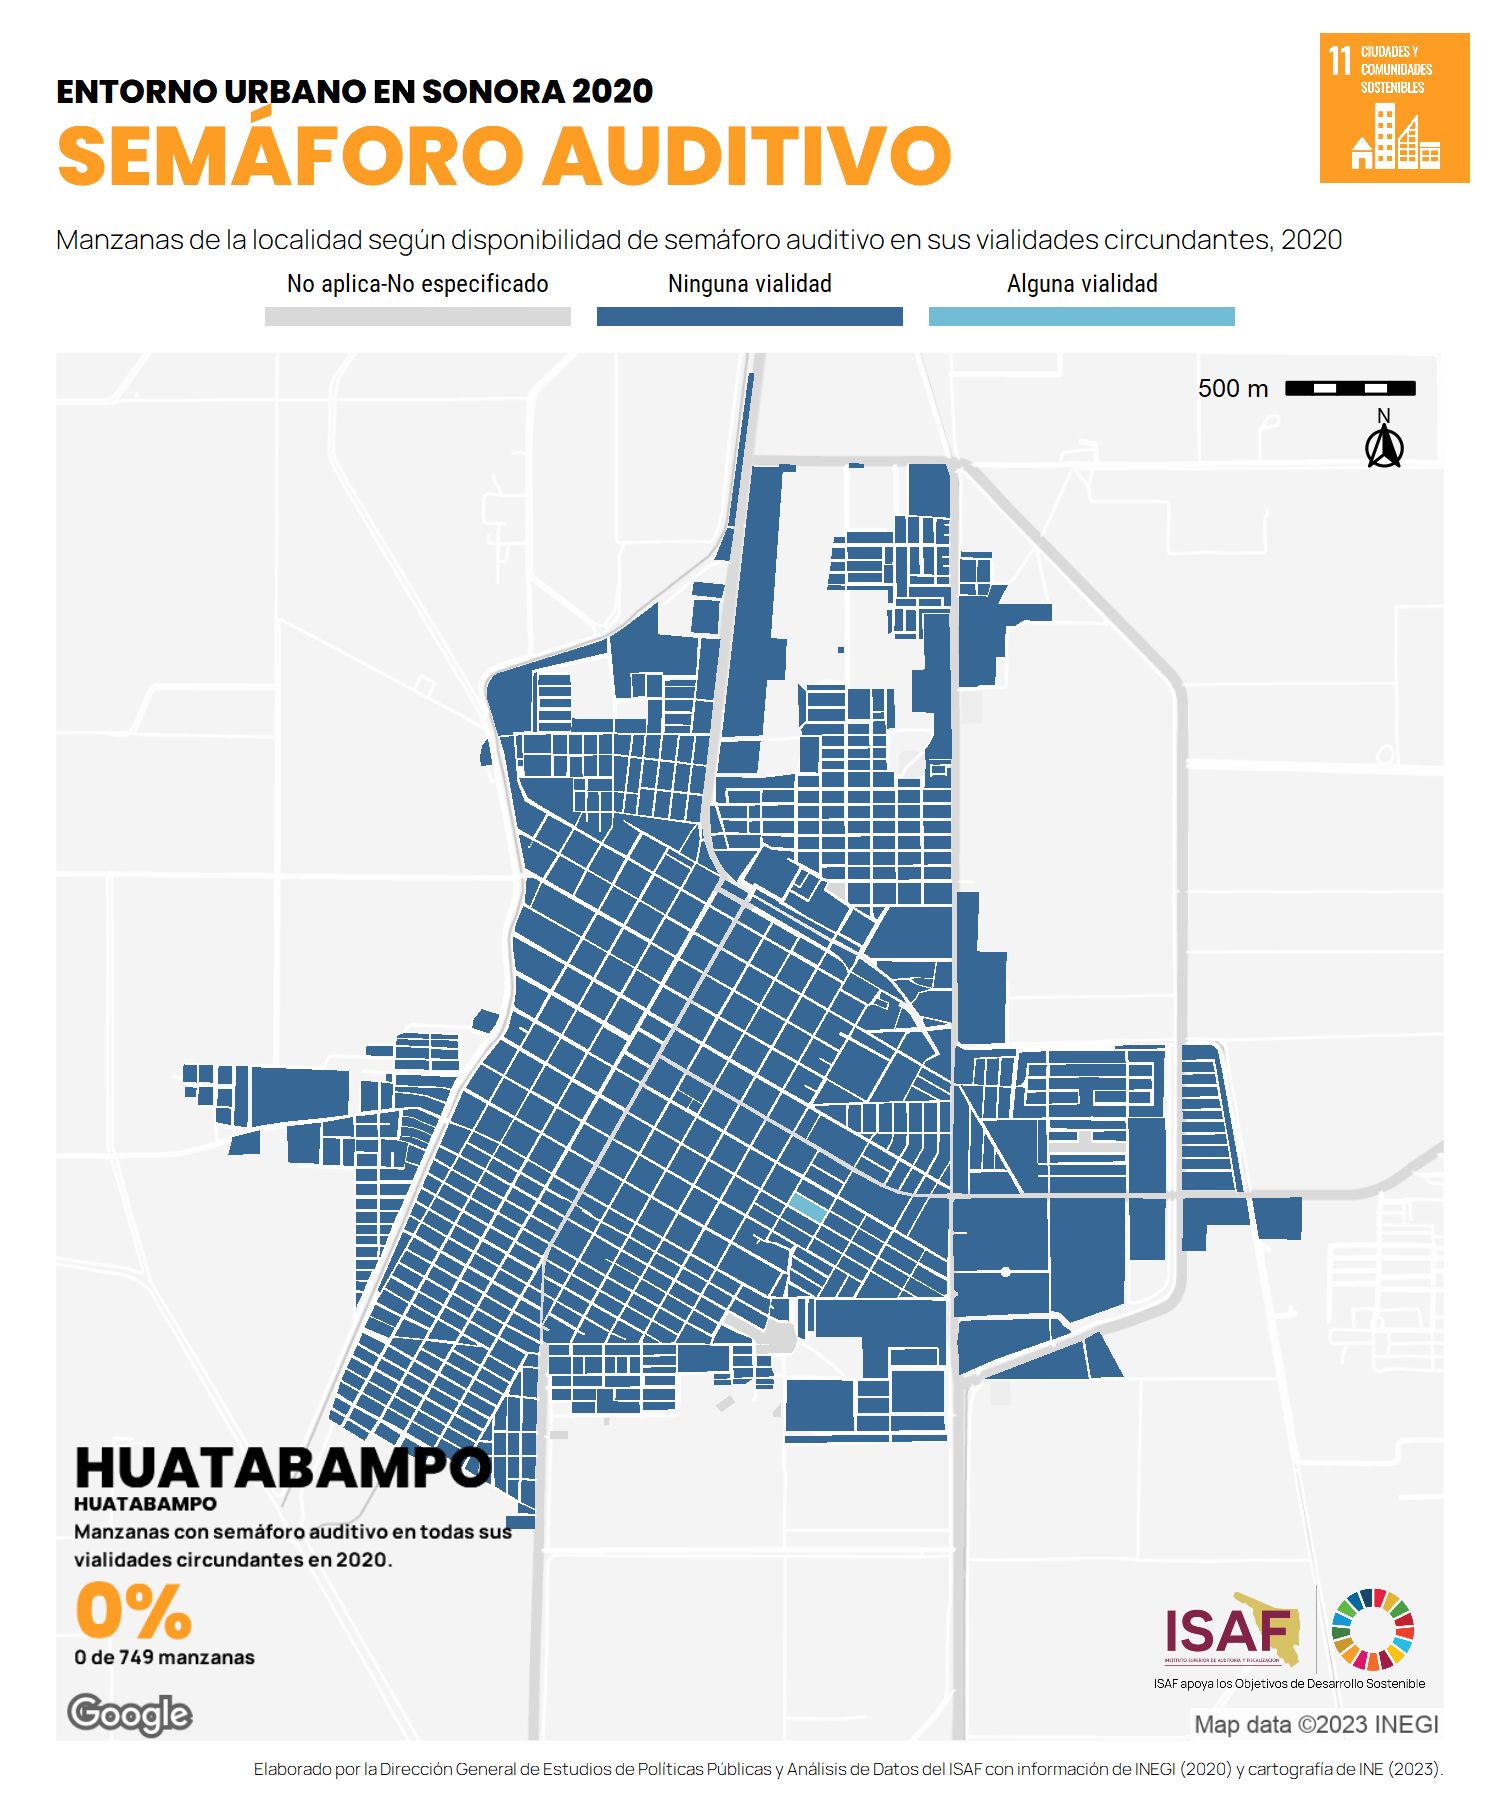 11 CIUDADES Y
COMUNIDADES
SOSTENIBLES
ENTORNO URBANO EN SONORA 2020
SEMÁFORO AUDITIVO
Manzanas de la localidad según disponibilidad de semáforo auditivo en sus vialidades circundantes, 2020
No aplica-No especificado
Ninguna vialidad
Alguna vialidad
500 m
N
HUATABAMPO
HUATABAMPO
Manzanas con semáforo auditivo en todas sus
vialidades circundantes en 2020.
0%
0 de 749 manzanas
Google
ISAF
INSTITUTO SUPERIOR DE AUDITORÍA Y FISCALIZACIÓN
ISAF apoya los Objetivos de Desarrollo Sostenible
Map data ©2023 INEGI
Elaborado por la Dirección General de Estudios de Políticas Públicas y Análisis de Datos del ISAF con información de INEGI (2020) y cartografía de INE (2023).